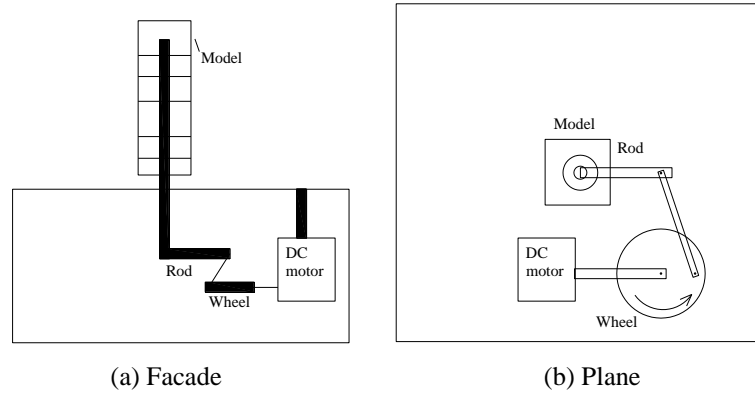 Model
DC
motor
Rod
Wheel
(a) Facade
Model
Rod
DC
motor
Wheel
(b) Plane